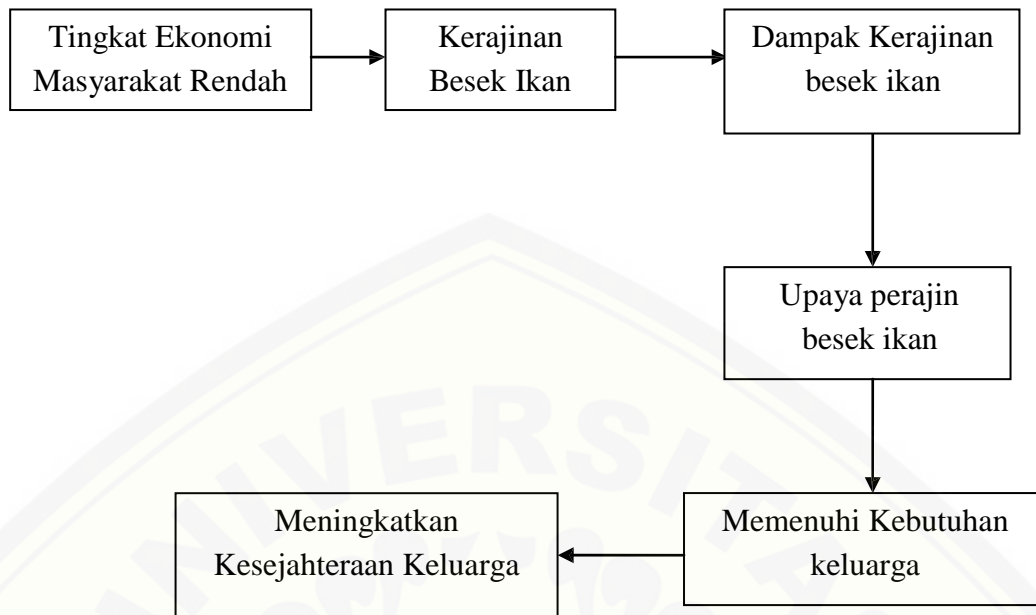 Tingkat Ekonomi
Masyarakat Rendah
Kerajinan
Besek Ikan
Dampak Kerajinan
besek ikan
Upaya perajin
besek ikan
Memenuhi Kebutuhan
keluarga
Meningkatkan
Kesejahteraan Keluarga
UNIVERSITA